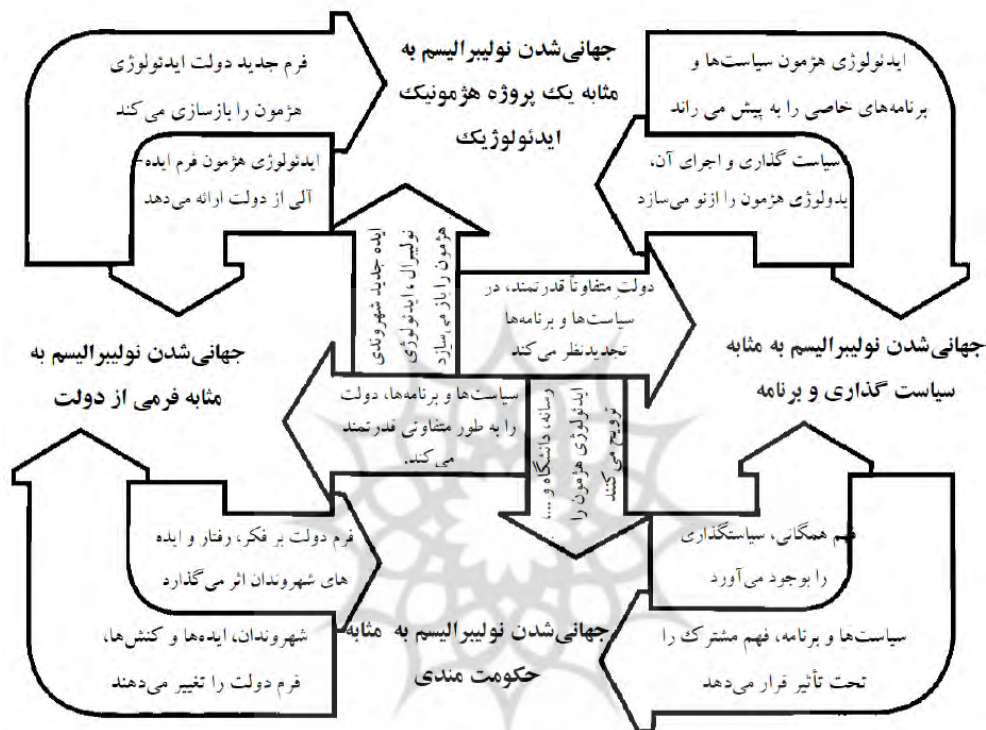 جهانی‌شدن نولیبرالیسم به
مثابه یک پروژه هژمونیک
ایدئولوژیک
ایدئولوژی هژمون سیاست‌ها و
برنامه‌های خاصی را به پیش می راند
سیاست گذاری و اجرای آن،
یدولوژی هژمون را ازنو می‌سازد
فرم جدید دولت ایدئولوژی
هژمون را بازسازی می‌کند
ایدئولوژی هژمون فرم ایده-
آلی از دولت ارائه می‌دهد
ایده جدید شهروندی
نولیبرال ، ایدئولوژی
هژمون را باز می‌سازد
دولتِ متفاوتاً قدرتمند، در
سیاست‌ها و برنامه‌ها
تجدیدنظر می‌کند
جهانی‌شدن نولیبرالیسم به مثابه
سیاست گذاری و برنامه
جهانی‌شدن نولیبرالیسم به
مثابه فرمی از دولت
سیاست‌ها و برنامه‌ها، دولت
را به طور متفاوتی قدرتمند
می‌کند.
رسانه، دانشگاه و ...،
ایدئولوژی هژمون را
ترویج می کنند
فهم همگانی، سیاستگذاری
را بوجود می‌آورد
سیاست‌ها و برنامه، فهم مشترک را
تحت تأثیر قرار می‌دهد
فرم دولت بر فکر، رفتار و ایده
های شهروندان اثر می‌گذارد
شهروندان، ایده‌ها و کنش‌ها،
فرم دولت را تغییر می‌دهند
جهانی‌شدن نولیبرالیسم به مثابه
حکومت مندی